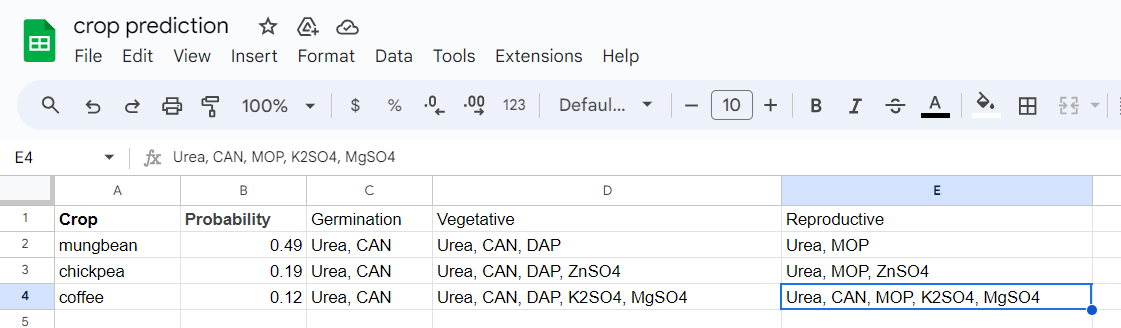 crop prediction
File Edit View Insert Format Data Tools Extensions Help
100% $ % .0 .00 123 Defaul... − 10 + B I S A
E4 fx Urea, CAN, MOP, K2SO4, MgSO4
A B C D E
1 Crop Probability Germination Vegetative Reproductive
2 mungbean 0.49 Urea, CAN Urea, CAN, DAP Urea, MOP
3 chickpea 0.19 Urea, CAN Urea, CAN, DAP, ZnSO4 Urea, MOP, ZnSO4
4 coffee 0.12 Urea, CAN Urea, CAN, DAP, K2SO4, MgSO4 Urea, CAN, MOP, K2SO4, MgSO4
5